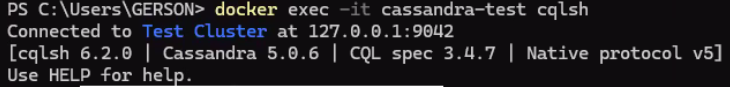 PS C:\Users\GERSON> docker exec -it cassandra-test cqlsh
Connected to Test Cluster at 127.0.0.1:9042
[cqlsh 6.2.0 | Cassandra 5.0.6 | CQL spec 3.4.7 | Native protocol v5]
Use HELP for help.